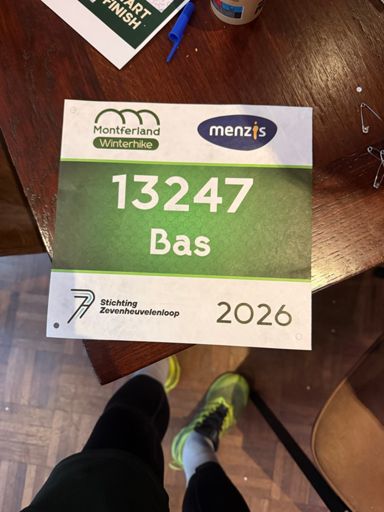 START
FINISH
Montferland
Winterhike
menzis
13247
Bas
Stichting
Zevenheuvelenloop
2026